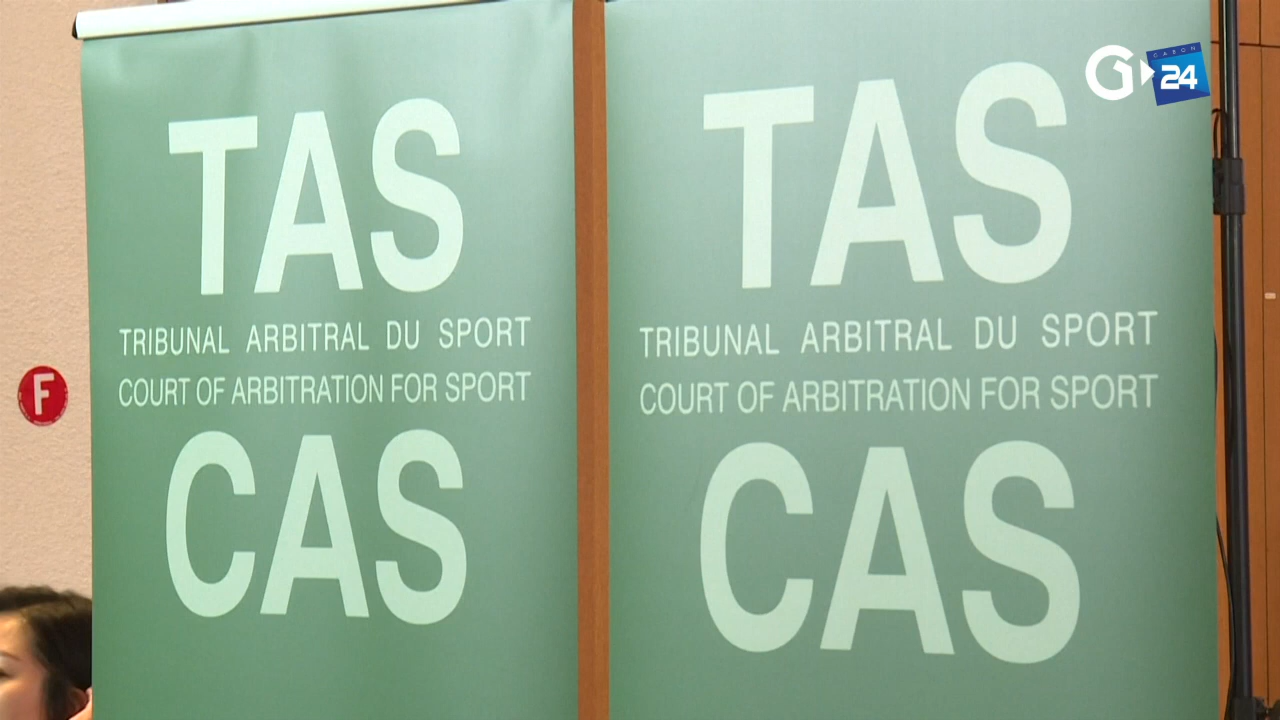 TAS
TRIBUNAL ARBITRAL DU SPORT
COURT OF ARBITRATION FOR SPORT
CAS
TAS
TRIBUNAL ARBITRAL DU SPORT
COURT OF ARBITRATION FOR SPORT
CAS
G
GABON
24
F